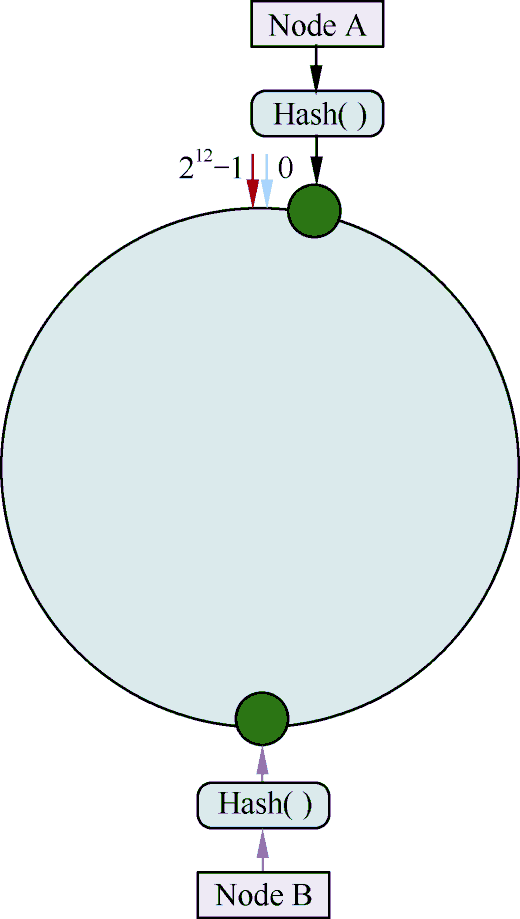 Node A
Hash( )
2¹²−1 0
Hash( )
Node B